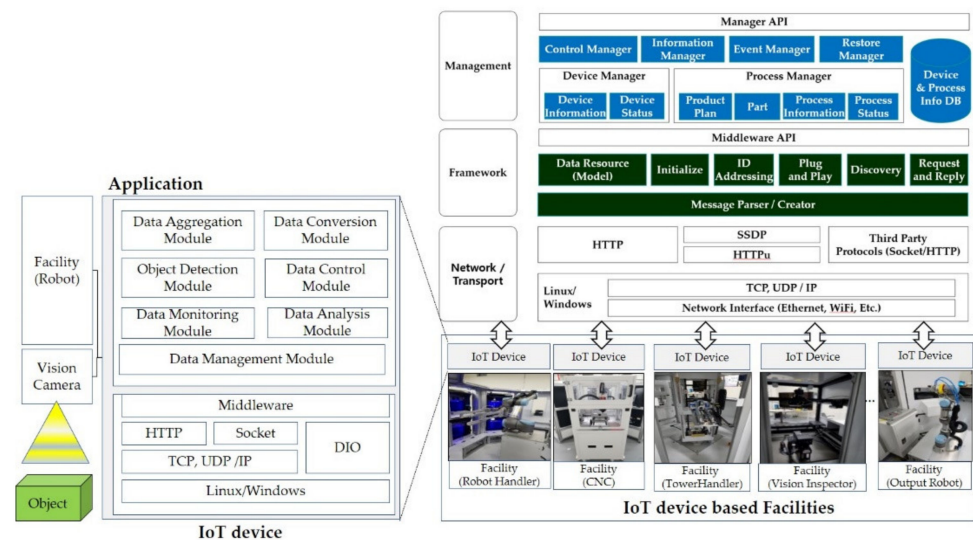 Application
Facility
(Robot)
Vision
Camera
Object
Data Aggregation
Module
Data Conversion
Module
Object Detection
Module
Data Control
Module
Data Monitoring
Module
Data Analysis
Module
Data Management Module
Middleware
HTTP
Socket
DIO
TCP, UDP /IP
Linux/Windows
IoT device
Management
Manager API
Control Manager
Information
Manager
Event Manager
Restore
Manager
Device
& Process
Info DB
Device Manager
Device
Information
Device
Status
Process Manager
Product
Plan
Part
Process
Information
Process
Status
Framework
Middleware API
Data Resource
(Model)
Initialize
ID
Addressing
Plug
and Play
Discovery
Request
and Reply
Message Parser / Creator
Network /
Transport
HTTP
SSDP
HTTPu
Third Party
Protocols (Socket/HTTP)
Linux/
Windows
TCP, UDP / IP
Network Interface (Ethernet, WiFi, Etc.)
IoT Device
IoT Device
IoT Device
IoT Device
IoT Device
...
Facility
(Robot Handler)
Facility
(CNC)
Facility
(TowerHandler)
Facility
(Vision Inspector)
Facility
(Output Robot)
IoT device based Facilities